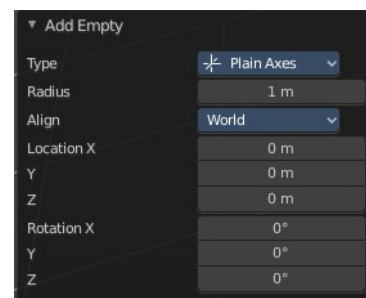 Add Empty
Type Plain Axes
Radius 1 m
Align World
Location X 0 m
Y 0 m
Z 0 m
Rotation X 0°
Y 0°
Z 0°